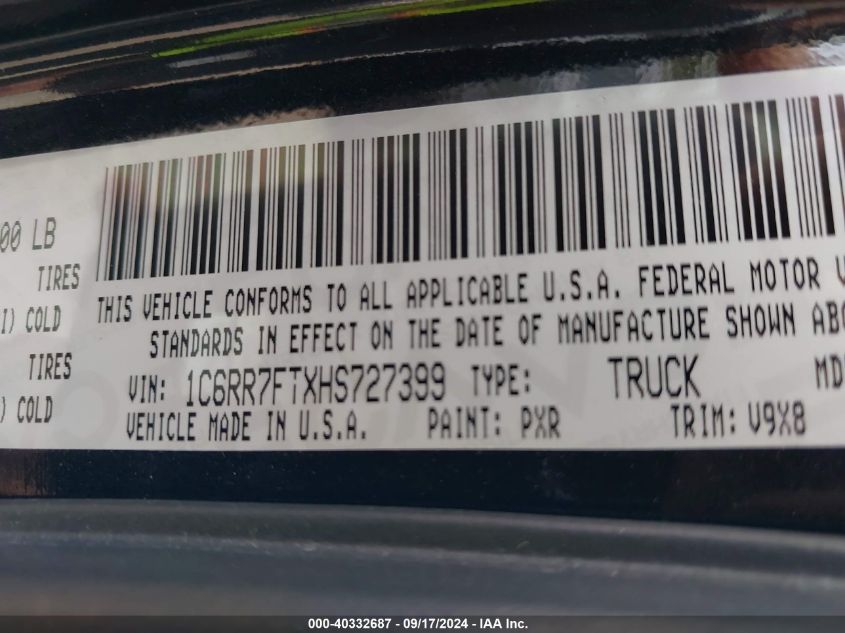 00 LB
TIRES
I) COLD
TIRES
) COLD
THIS VEHICLE CONFORMS TO ALL APPLICABLE U.S.A. FEDERAL MOTOR V
STANDARDS IN EFFECT ON THE DATE OF MANUFACTURE SHOWN ABO
VIN: 1C6RR7FTXHS727399 TYPE: TRUCK MD
VEHICLE MADE IN U.S.A. PAINT: PXR TRIM: V9X8
000-40332687 - 09/17/2024 - IAA Inc.